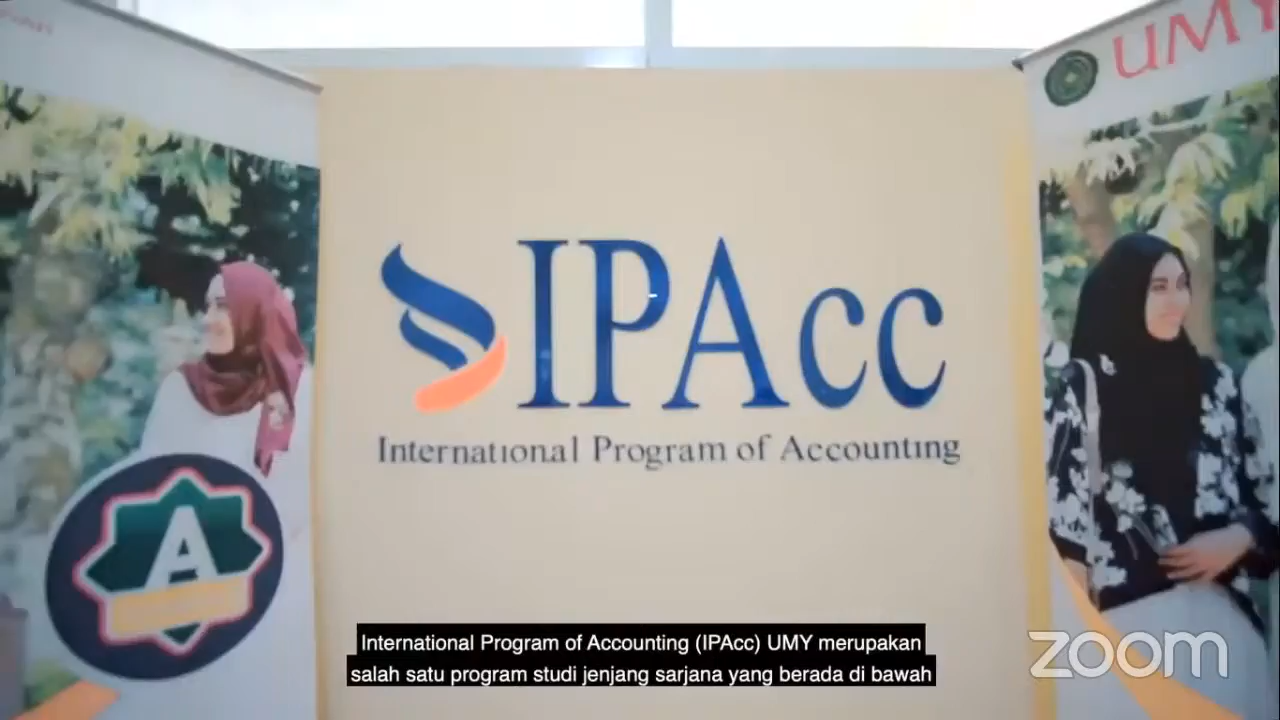 UMY
IPAcc
International Program of Accounting
A
International Program of Accounting (IPAcc) UMY merupakan
salah satu program studi jenjang sarjana yang berada di bawah
zoom